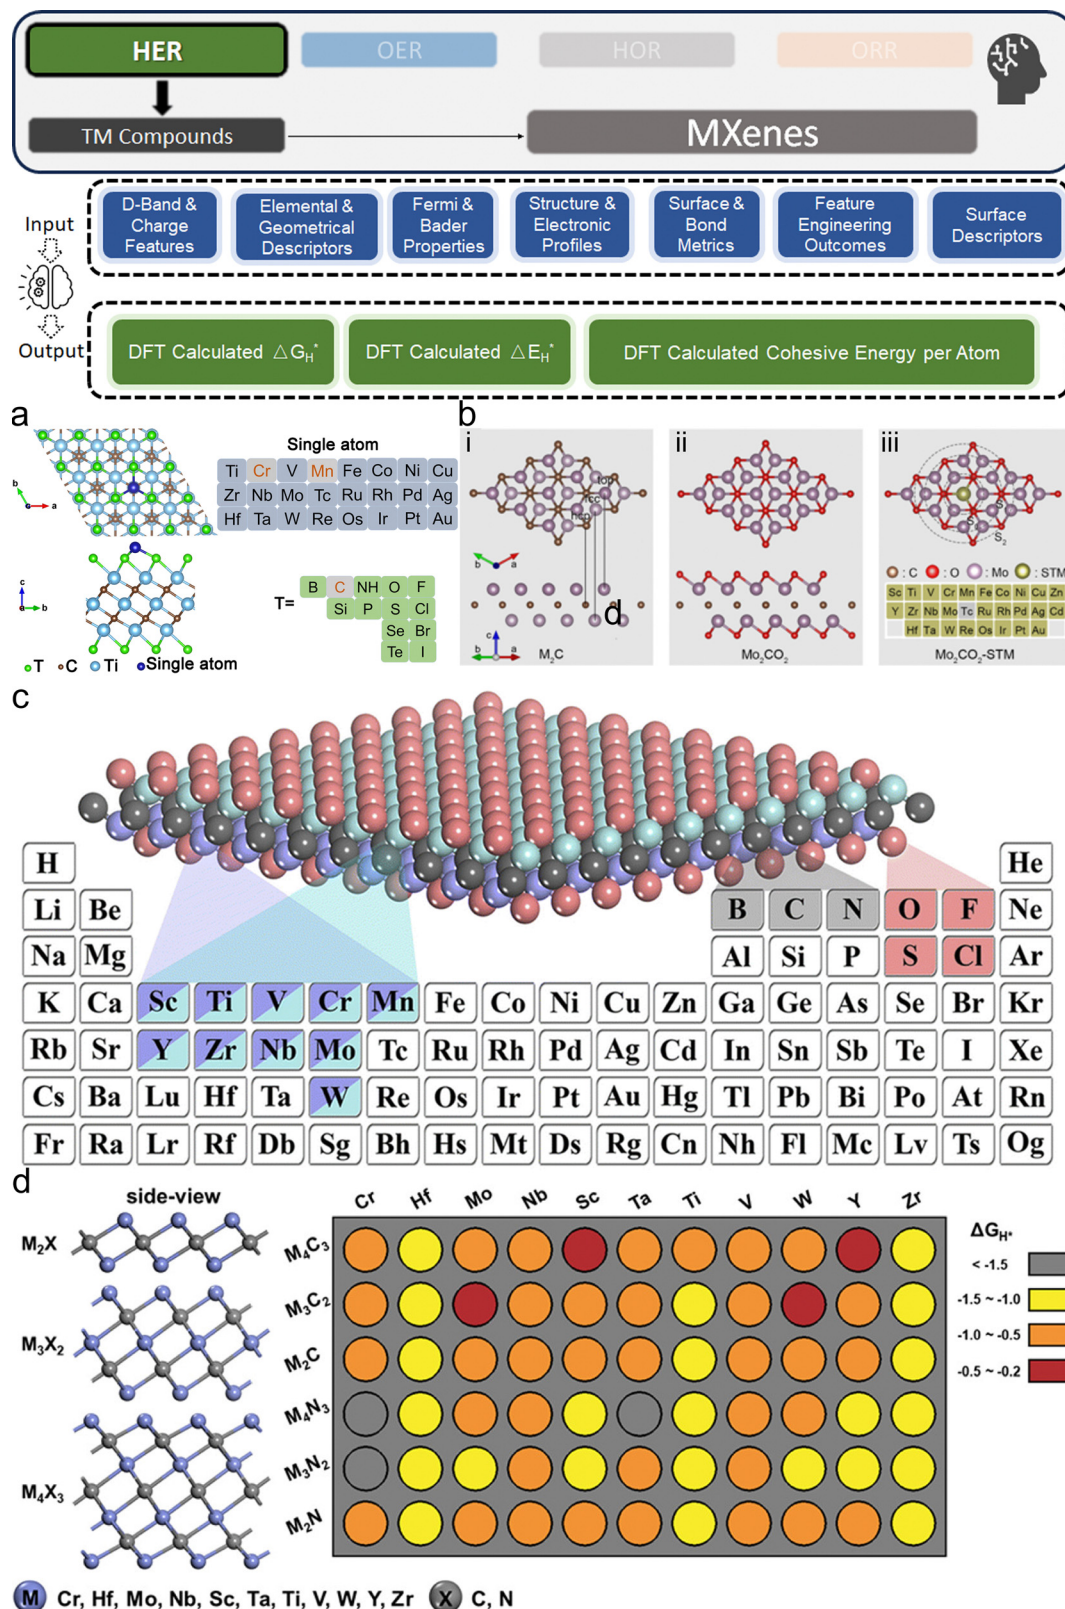 HER
OER
HOR
ORR
TM Compounds
MXenes
Input
Output
D-Band &
Charge
Features
Elemental &
Geometrical
Descriptors
Fermi &
Bader
Properties
Structure &
Electronic
Profiles
Surface &
Bond
Metrics
Feature
Engineering
Outcomes
Surface
Descriptors
DFT Calculated △G_H*
DFT Calculated △E_H*
DFT Calculated Cohesive Energy per Atom
a
b
a
Single atom
Ti Cr V Mn Fe Co Ni Cu
Zr Nb Mo Tc Ru Rh Pd Ag
Hf Ta W Re Os Ir Pt Au
c
a
b
T=
B C NH O F
Si P S Cl
Se Br
Te I
T C Ti Single atom
b
i
top
fcc
hcp
b
a
c
b
a
d
M₂C
ii
Mo₂CO₂
iii
S
S₁
S₂
: C : O : Mo : STM
Sc Ti V Cr Mn Fe Co Ni Cu Zn
Y Zr Nb Mo Tc Ru Rh Pd Ag Cd
Hf Ta W Re Os Ir Pt Au
Mo₂CO₂-STM
c
H He
Li Be B C N O F Ne
Na Mg Al Si P S Cl Ar
K Ca Sc Ti V Cr Mn Fe Co Ni Cu Zn Ga Ge As Se Br Kr
Rb Sr Y Zr Nb Mo Tc Ru Rh Pd Ag Cd In Sn Sb Te I Xe
Cs Ba Lu Hf Ta W Re Os Ir Pt Au Hg Tl Pb Bi Po At Rn
Fr Ra Lr Rf Db Sg Bh Hs Mt Ds Rg Cn Nh Fl Mc Lv Ts Og
d
side-view
M₂X
M₃X₂
M₄X₃
Cr Hf Mo Nb Sc Ta Ti V W Y Zr
M₄C₃
M₃C₂
M₂C
M₄N₃
M₃N₂
M₂N
ΔG_H*
< -1.5
-1.5 ~ -1.0
-1.0 ~ -0.5
-0.5 ~ -0.2
M Cr, Hf, Mo, Nb, Sc, Ta, Ti, V, W, Y, Zr X C, N